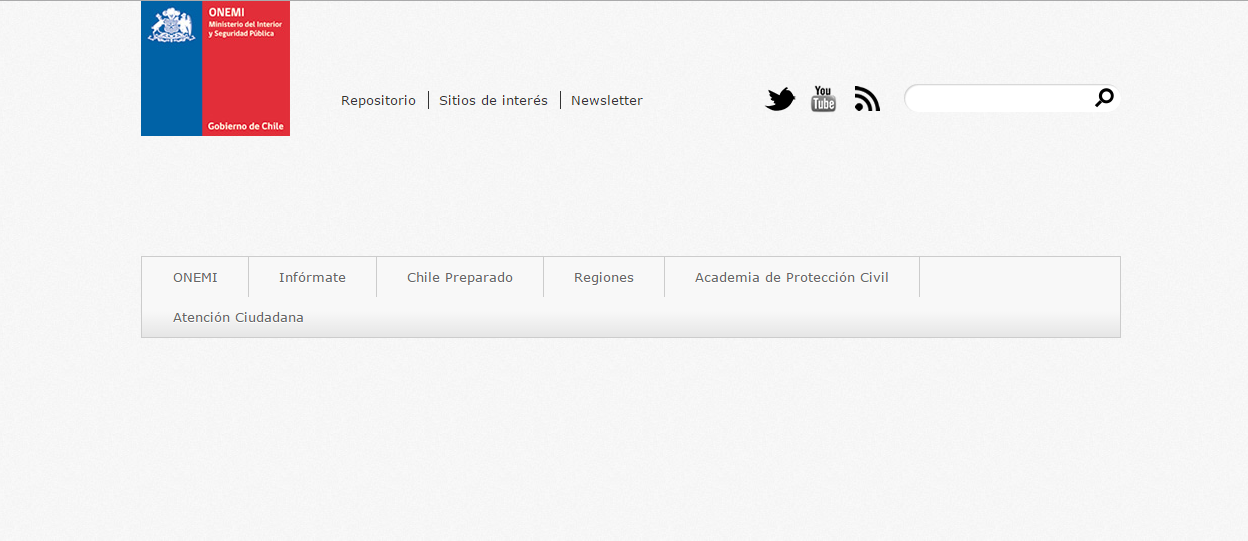 ONEMI
Ministerio del Interior
y Seguridad Pública
Gobierno de Chile
Repositorio
Sitios de interés
Newsletter
You
Tube
ONEMI
Infórmate
Chile Preparado
Regiones
Academia de Protección Civil
Atención Ciudadana